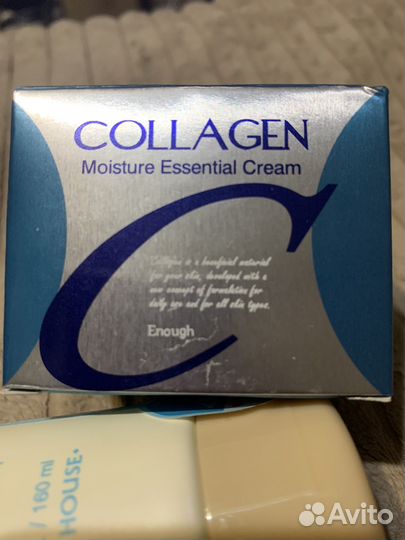 COLLAGEN
Moisture Essential Cream
Collagen is a beneficial material
for your skin, developed with a
new concept of formulation for
daily use and for all skin types.
Enough
/ 160 ml
HOUSE
Avito